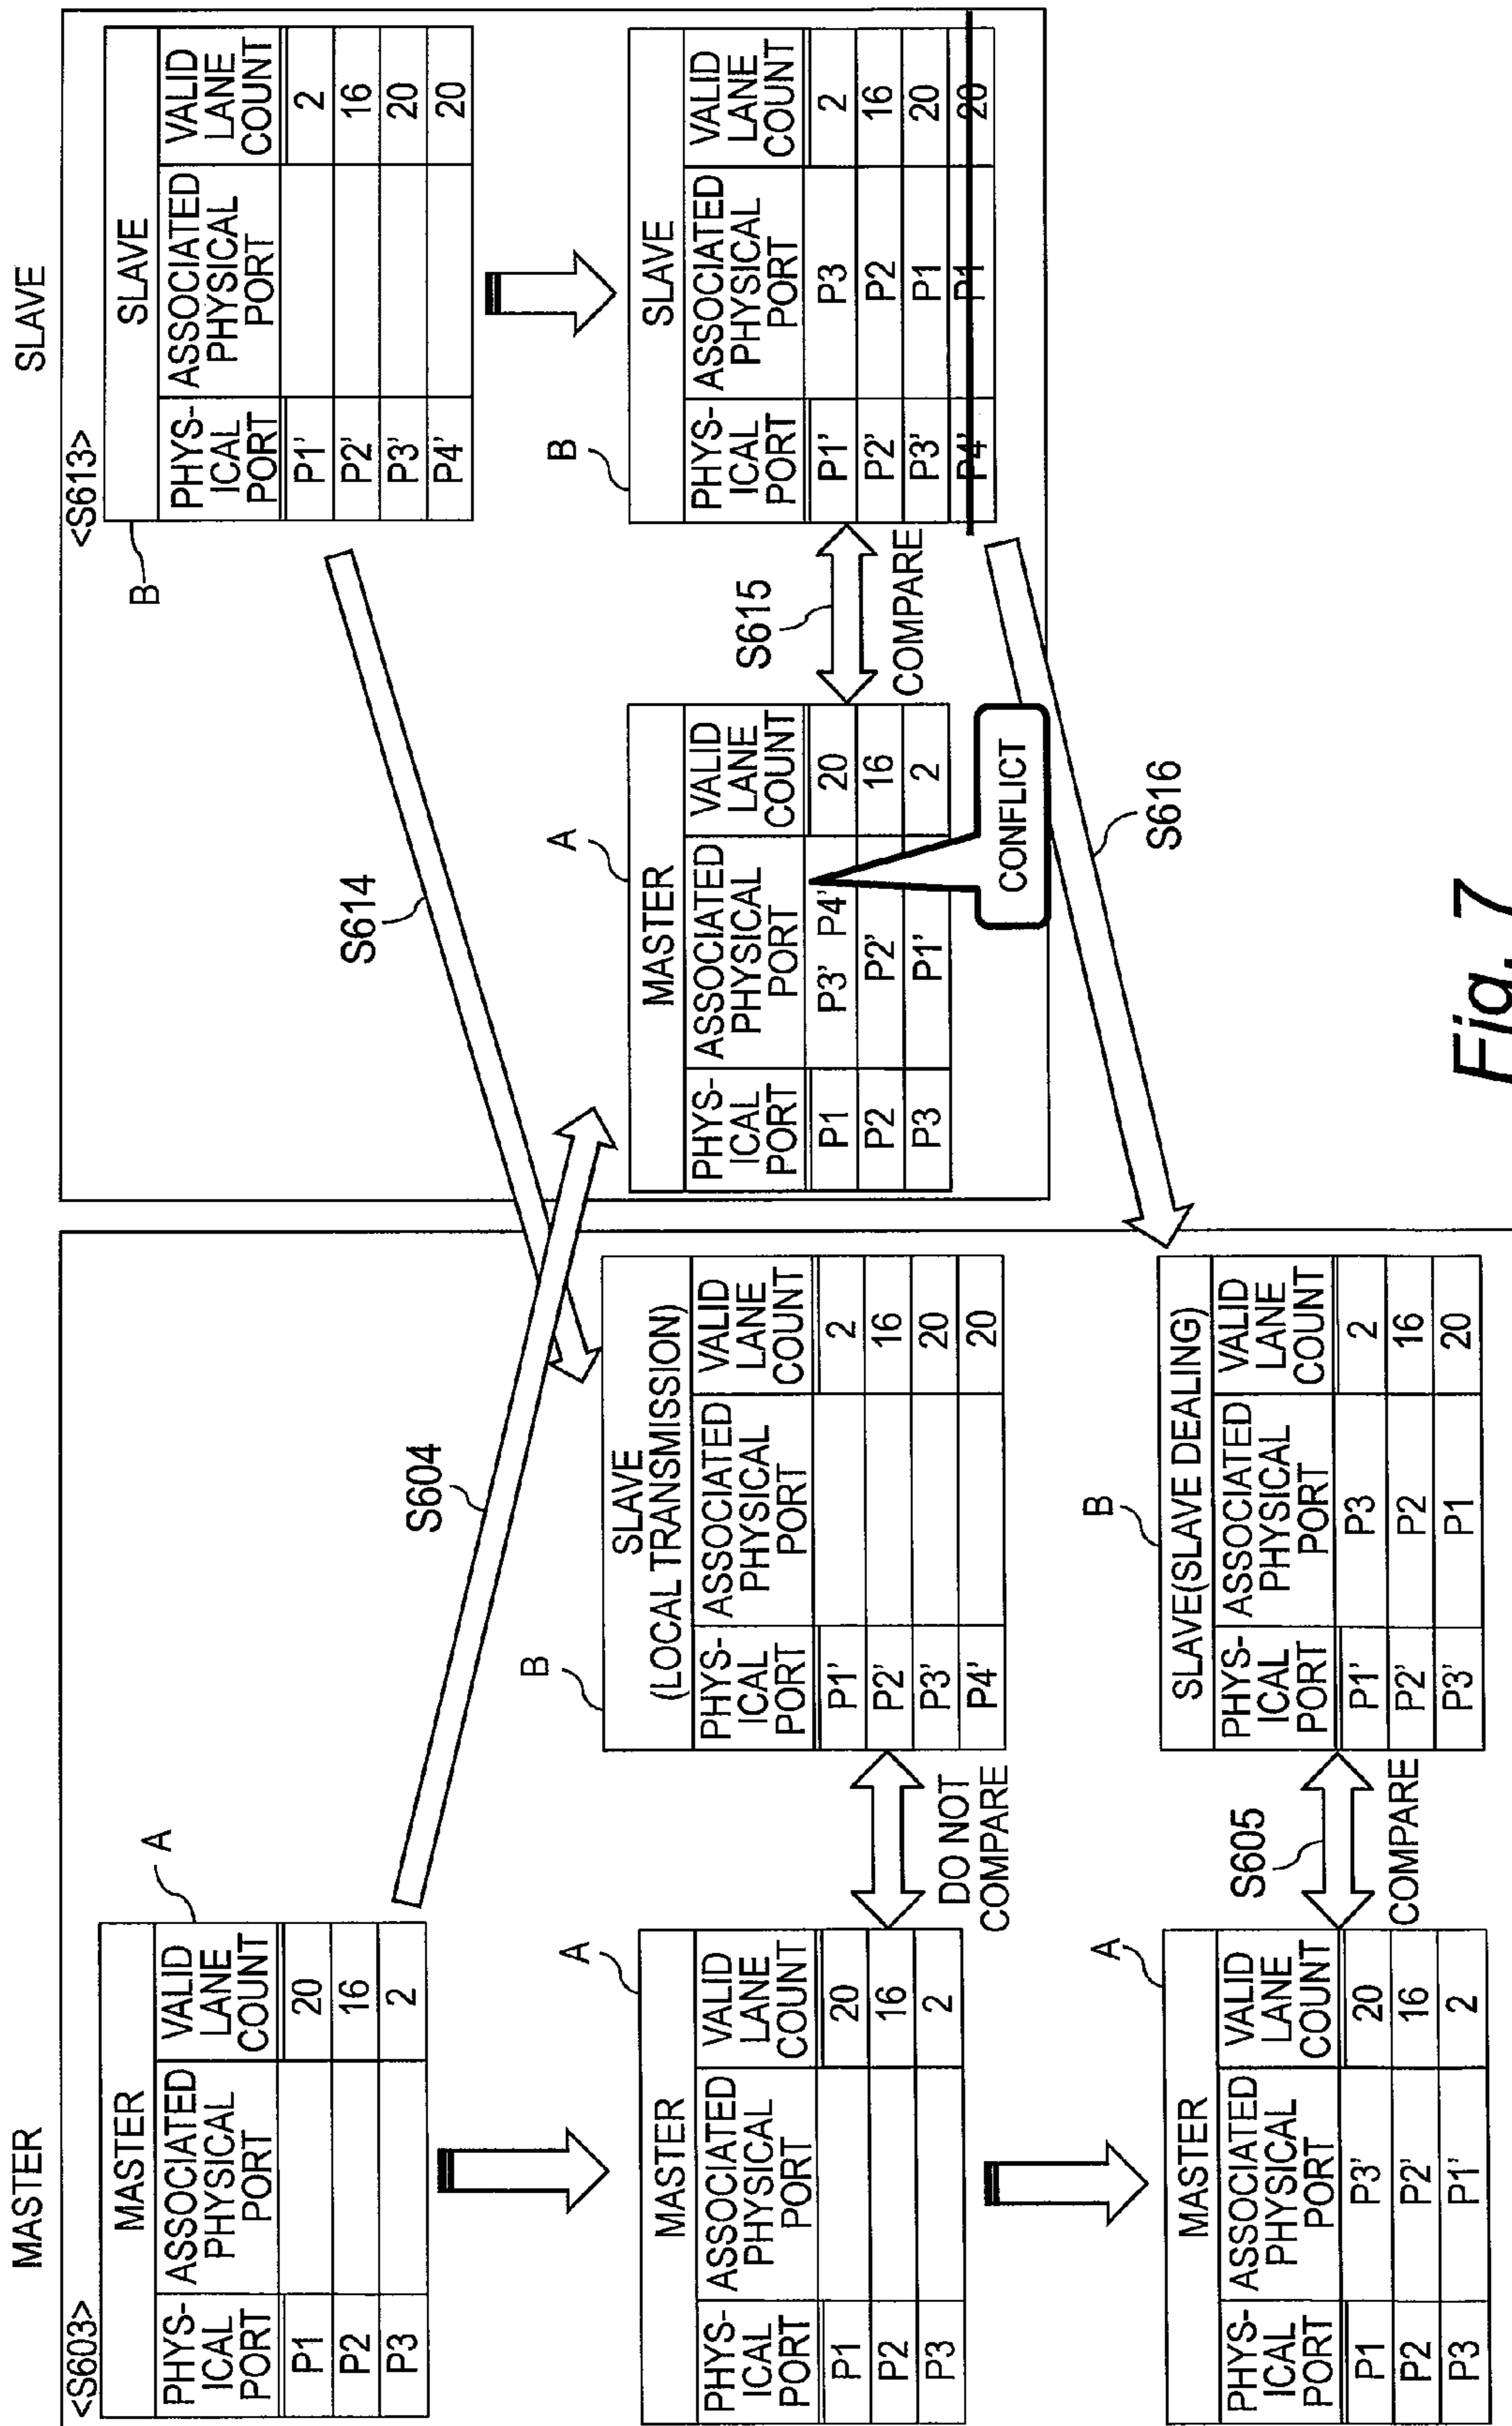 MASTER
<S603>
A
MASTER
PHYS-
ICAL
PORT
ASSOCIATED
PHYSICAL
PORT
VALID
LANE
COUNT
P1 20
P2 16
P3 2
S604
A
MASTER
PHYS-
ICAL
PORT
ASSOCIATED
PHYSICAL
PORT
VALID
LANE
COUNT
P1 20
P2 16
P3 2
DO NOT
COMPARE
B
SLAVE
(LOCAL TRANSMISSION)
PHYS-
ICAL
PORT
ASSOCIATED
PHYSICAL
PORT
VALID
LANE
COUNT
P1' 2
P2' 16
P3' 20
P4' 20
A
MASTER
PHYS-
ICAL
PORT
ASSOCIATED
PHYSICAL
PORT
VALID
LANE
COUNT
P1 P3' 20
P2 P2' 16
P3 P1' 2
S605
COMPARE
B
SLAVE(SLAVE DEALING)
PHYS-
ICAL
PORT
ASSOCIATED
PHYSICAL
PORT
VALID
LANE
COUNT
P1' P3 2
P2' P2 16
P3' P1 20
SLAVE
<S613>
B
SLAVE
PHYS-
ICAL
PORT
ASSOCIATED
PHYSICAL
PORT
VALID
LANE
COUNT
P1' 2
P2' 16
P3' 20
P4' 20
S614
A
MASTER
PHYS-
ICAL
PORT
ASSOCIATED
PHYSICAL
PORT
VALID
LANE
COUNT
P1 P3' P4' 20
P2 P2' 16
P3 P1' 2
CONFLICT
S615
COMPARE
B
SLAVE
PHYS-
ICAL
PORT
ASSOCIATED
PHYSICAL
PORT
VALID
LANE
COUNT
P1' P3 2
P2' P2 16
P3' P1 20
P4' P1 20
S616
Fig. 7